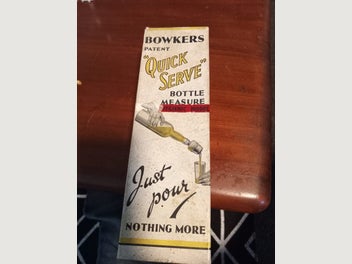 BOWKERS
PATENT
"QUICK
SERVE"
BOTTLE
MEASURE
Just
pour
NOTHING MORE